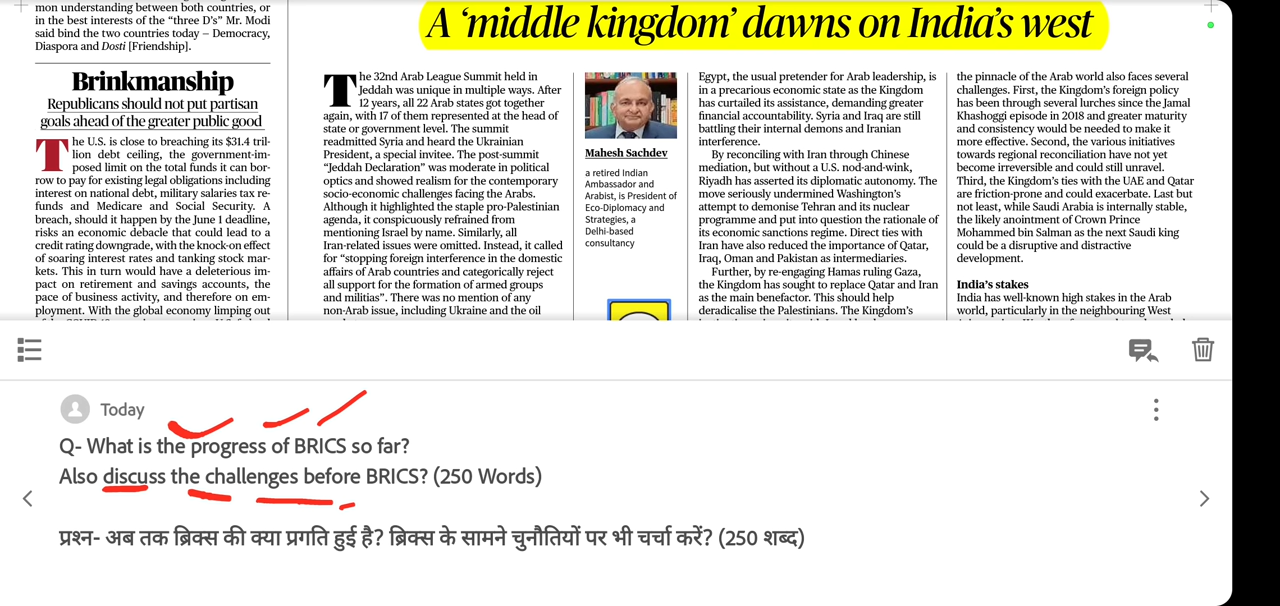 mon understanding between both countries, or
in the best interests of the “three D’s” Mr. Modi
said bind the two countries today – Democracy,
Diaspora and Dosti [Friendship].
Brinkmanship
Republicans should not put partisan
goals ahead of the greater public good
The U.S. is close to breaching its $31.4 tril-
lion debt ceiling, the government-im-
posed limit on the total funds it can bor-
row to pay for existing legal obligations including
interest on national debt, military salaries tax re-
funds and Medicare and Social Security. A
breach, should it happen by the June 1 deadline,
risks an economic debacle that could lead to a
credit rating downgrade, with the knock-on effect
of soaring interest rates and tanking stock mar-
kets. This in turn would have a deleterious im-
pact on retirement and savings accounts, the
pace of business activity, and therefore on em-
ployment. With the global economy limping out
A ‘middle kingdom’ dawns on India’s west
The 32nd Arab League Summit held in
Jeddah was unique in multiple ways. After
12 years, all 22 Arab states got together
again, with 17 of them represented at the head of
state or government level. The summit
readmitted Syria and heard the Ukrainian
President, a special invitee. The post-summit
“Jeddah Declaration” was moderate in political
optics and showed realism for the contemporary
socio-economic challenges facing the Arabs.
Although it highlighted the staple pro-Palestinian
agenda, it conspicuously refrained from
mentioning Israel by name. Similarly, all
Iran-related issues were omitted. Instead, it called
for “stopping foreign interference in the domestic
affairs of Arab countries and categorically reject
all support for the formation of armed groups
and militias”. There was no mention of any
non-Arab issue, including Ukraine and the oil
Mahesh Sachdev
a retired Indian
Ambassador and
Arabist, is President of
Eco-Diplomacy and
Strategies, a
Delhi-based
consultancy
Egypt, the usual pretender for Arab leadership, is
in a precarious economic state as the Kingdom
has curtailed its assistance, demanding greater
financial accountability. Syria and Iraq are still
battling their internal demons and Iranian
interference.
By reconciling with Iran through Chinese
mediation, but without a U.S. nod-and-wink,
Riyadh has asserted its diplomatic autonomy. The
move seriously undermined Washington’s
attempt to demonise Tehran and its nuclear
programme and put into question the rationale of
its economic sanctions regime. Direct ties with
Iran have also reduced the importance of Qatar,
Iraq, Oman and Pakistan as intermediaries.
Further, by re-engaging Hamas ruling Gaza,
the Kingdom has sought to replace Qatar and Iran
as the main benefactor. This should help
deradicalise the Palestinians. The Kingdom’s
the pinnacle of the Arab world also faces several
challenges. First, the Kingdom’s foreign policy
has been through several lurches since the Jamal
Khashoggi episode in 2018 and greater maturity
and consistency would be needed to make it
more effective. Second, the various initiatives
towards regional reconciliation have not yet
become irreversible and could still unravel.
Third, the Kingdom’s ties with the UAE and Qatar
are friction-prone and could exacerbate. Last but
not least, while Saudi Arabia is internally stable,
the likely anointment of Crown Prince
Mohammed bin Salman as the next Saudi king
could be a disruptive and distractive
development.
India’s stakes
India has well-known high stakes in the Arab
world, particularly in the neighbouring West
Today
Q- What is the progress of BRICS so far?
Also discuss the challenges before BRICS? (250 Words)
प्रश्न- अब तक ब्रिक्स की क्या प्रगति हुई है? ब्रिक्स के सामने चुनौतियों पर भी चर्चा करें? (250 शब्द)